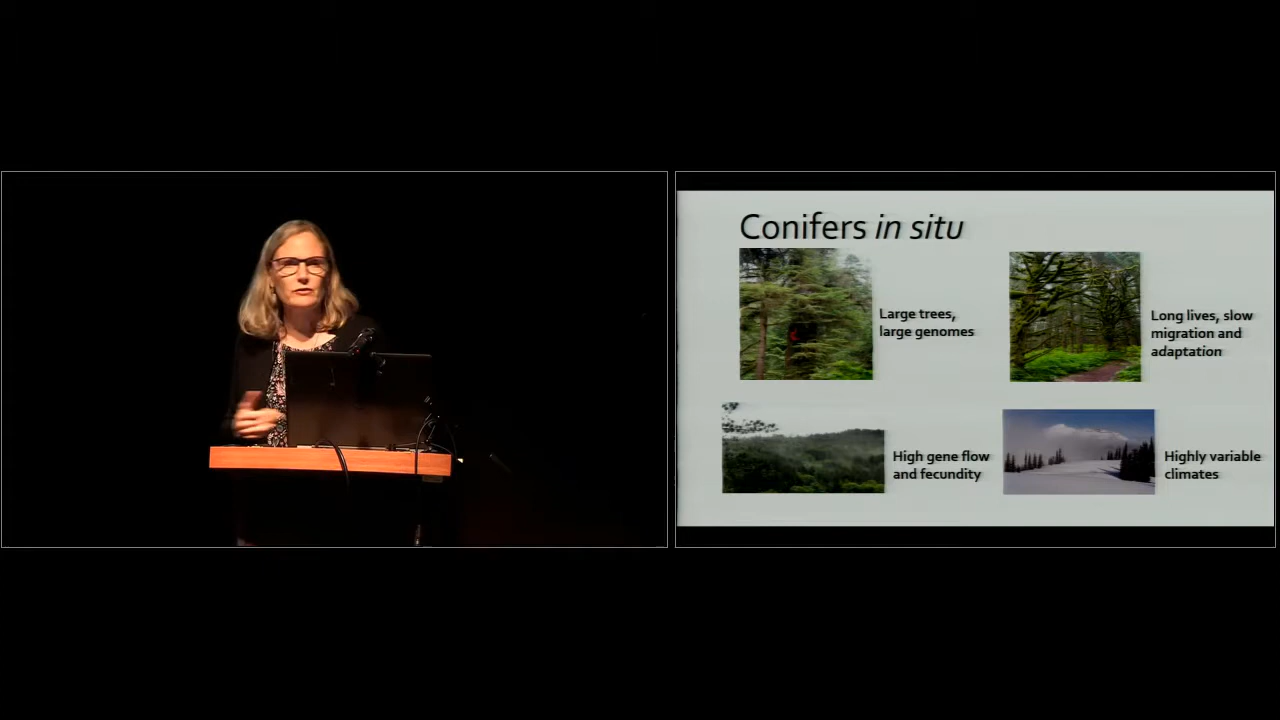 Conifers in situ
Large trees,
large genomes
Long lives, slow
migration and
adaptation
High gene flow
and fecundity
Highly variable
climates